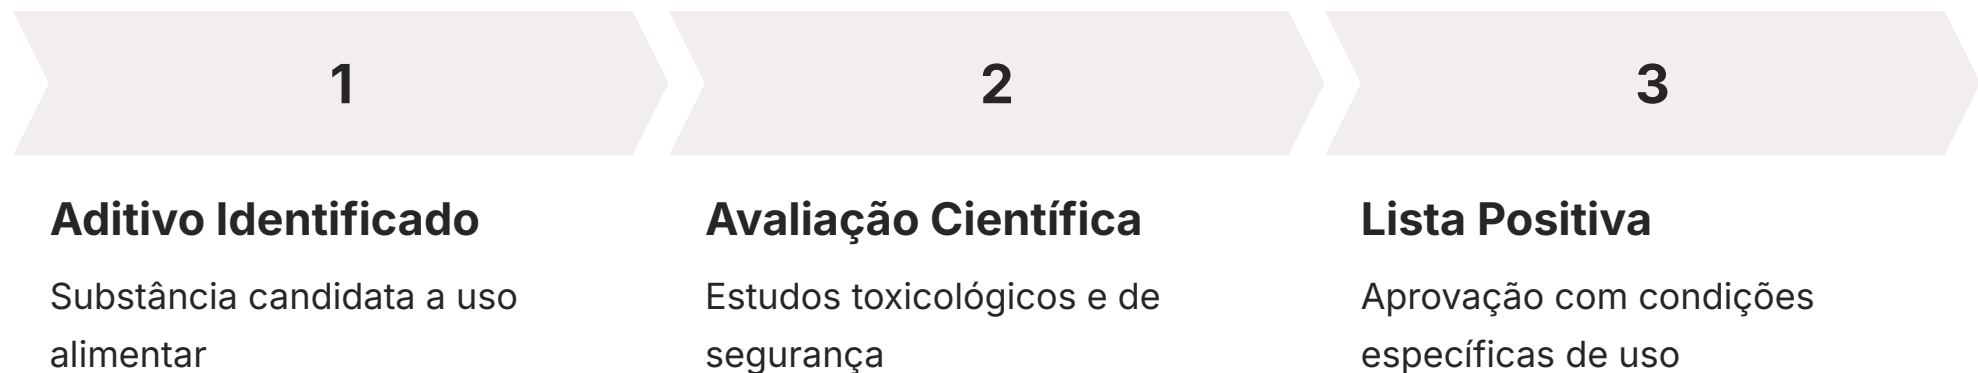 1
Aditivo Identificado
Substância candidata a uso
alimentar
2
Avaliação Científica
Estudos toxicológicos e de
segurança
3
Lista Positiva
Aprovação com condições
específicas de uso